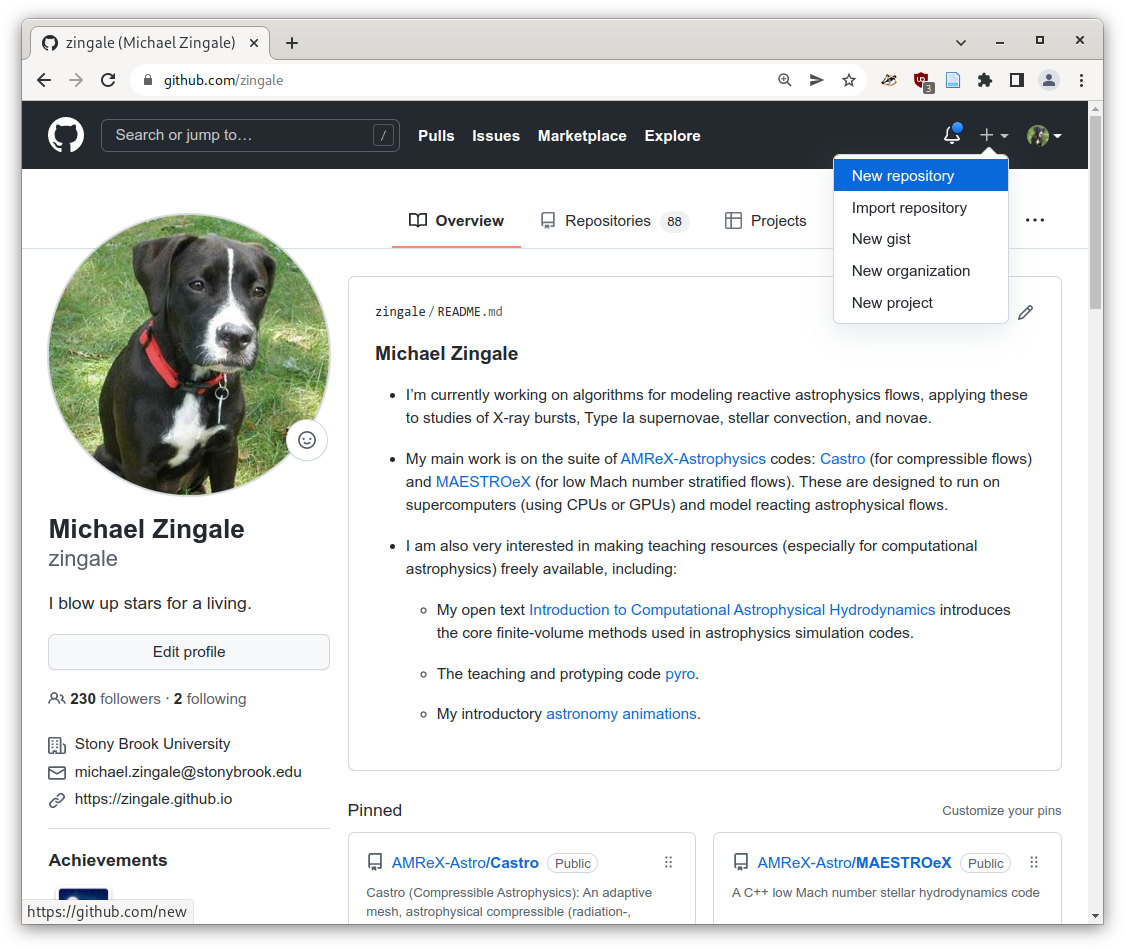 zingale (Michael Zingale)
github.com/zingale
3
Search or jump to…
/
Pulls Issues Marketplace Explore
New repository
Import repository
New gist
New organization
New project
Overview Repositories 88 Projects
Michael Zingale
zingale
I blow up stars for a living.
Edit profile
230 followers · 2 following
Stony Brook University
michael.zingale@stonybrook.edu
https://zingale.github.io
Achievements
zingale/README.md
Michael Zingale
I'm currently working on algorithms for modeling reactive astrophysics flows, applying these
to studies of X-ray bursts, Type Ia supernovae, stellar convection, and novae.
My main work is on the suite of AMReX-Astrophysics codes: Castro (for compressible flows)
and MAESTROeX (for low Mach number stratified flows). These are designed to run on
supercomputers (using CPUs or GPUs) and model reacting astrophysical flows.
I am also very interested in making teaching resources (especially for computational
astrophysics) freely available, including:
My open text Introduction to Computational Astrophysical Hydrodynamics introduces
the core finite-volume methods used in astrophysics simulation codes.
The teaching and protyping code pyro.
My introductory astronomy animations.
Pinned
Customize your pins
AMReX-Astro/Castro Public
Castro (Compressible Astrophysics): An adaptive
mesh, astrophysical compressible (radiation-,
AMReX-Astro/MAESTROeX Public
A C++ low Mach number stellar hydrodynamics code
https://github.com/new